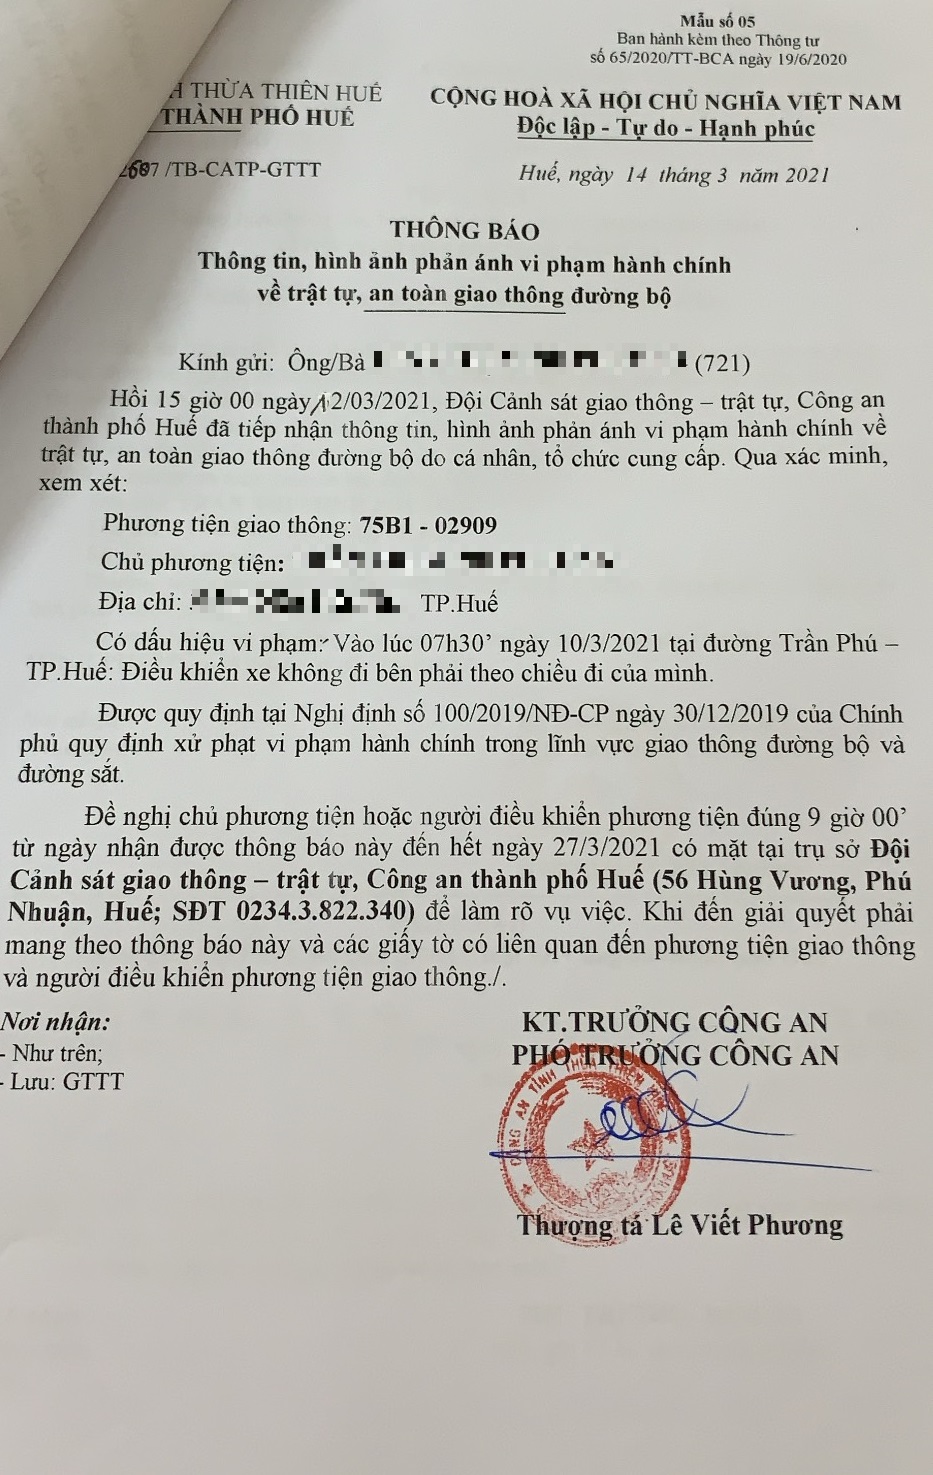 Mẫu số 05
Ban hành kèm theo Thông tư
số 65/2020/TT-BCA ngày 19/6/2020
THỪA THIÊN HUẾ
THÀNH PHỐ HUẾ
CỘNG HOÀ XÃ HỘI CHỦ NGHĨA VIỆT NAM
Độc lập - Tự do - Hạnh phúc
/TB-CATP-GTTT
Huế, ngày 14 tháng 3 năm 2021
THÔNG BÁO
Thông tin, hình ảnh phản ánh vi phạm hành chính
về trật tự, an toàn giao thông đường bộ
Kính gửi: Ông/Bà (721)
Hồi 15 giờ 00 ngày 12/03/2021, Đội Cảnh sát giao thông – trật tự, Công an
thành phố Huế đã tiếp nhận thông tin, hình ảnh phản ánh vi phạm hành chính về
trật tự, an toàn giao thông đường bộ do cá nhân, tổ chức cung cấp. Qua xác minh,
xem xét:
Phương tiện giao thông: 75B1 - 02909
Chủ phương tiện:
Địa chỉ: TP.Huế
Có dấu hiệu vi phạm: Vào lúc 07h30’ ngày 10/3/2021 tại đường Trần Phú –
TP.Huế: Điều khiển xe không đi bên phải theo chiều đi của mình.
Được quy định tại Nghị định số 100/2019/NĐ-CP ngày 30/12/2019 của Chính
phủ quy định xử phạt vi phạm hành chính trong lĩnh vực giao thông đường bộ và
đường sắt.
Đề nghị chủ phương tiện hoặc người điều khiển phương tiện đúng 9 giờ 00’
từ ngày nhận được thông báo này đến hết ngày 27/3/2021 có mặt tại trụ sở Đội
Cảnh sát giao thông – trật tự, Công an thành phố Huế (56 Hùng Vương, Phú
Nhuận, Huế; SĐT 0234.3.822.340) để làm rõ vụ việc. Khi đến giải quyết phải
mang theo thông báo này và các giấy tờ có liên quan đến phương tiện giao thông
và người điều khiển phương tiện giao thông./.
Nơi nhận:
- Như trên;
- Lưu: GTTT
KT.TRƯỞNG CÔNG AN
PHÓ TRƯỞNG CÔNG AN
CÔNG AN TỈNH THỪA THIÊN HUẾ
Thượng tá Lê Viết Phương